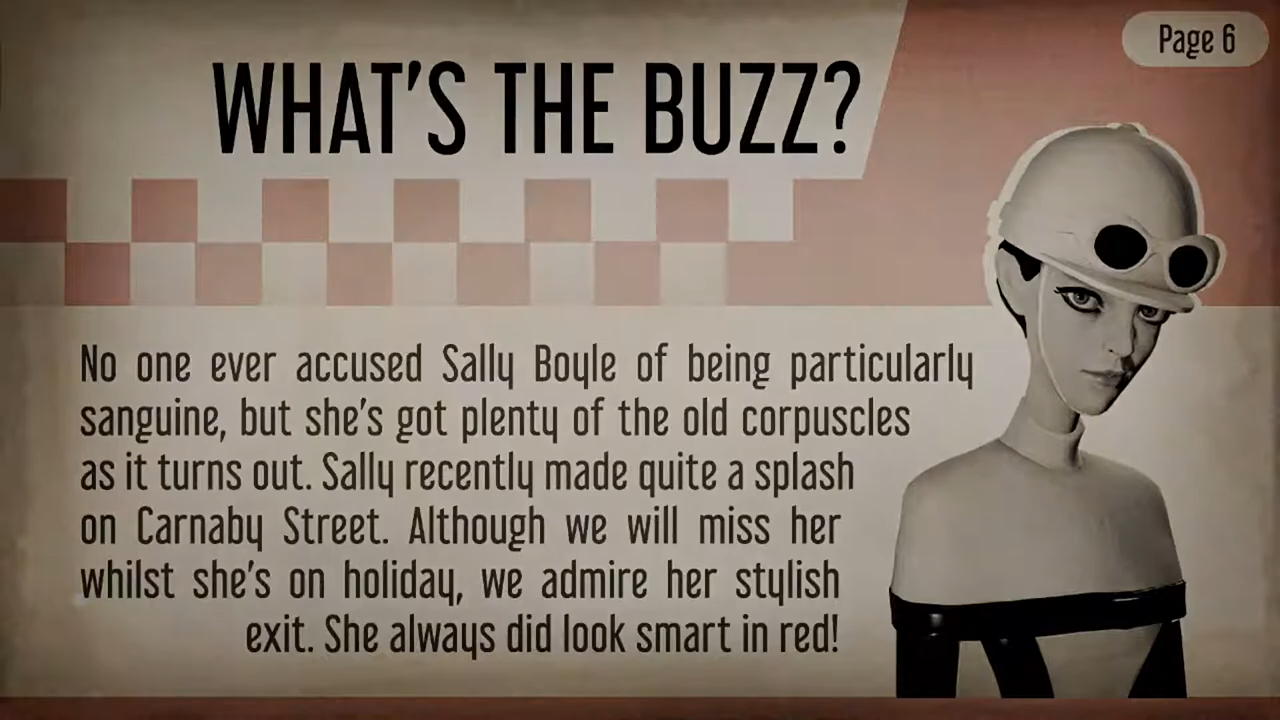 Page 6
WHAT'S THE BUZZ?
No one ever accused Sally Boyle of being particularly
sanguine, but she's got plenty of the old corpuscles
as it turns out. Sally recently made quite a splash
on Carnaby Street. Although we will miss her
whilst she's on holiday, we admire her stylish
exit. She always did look smart in red!